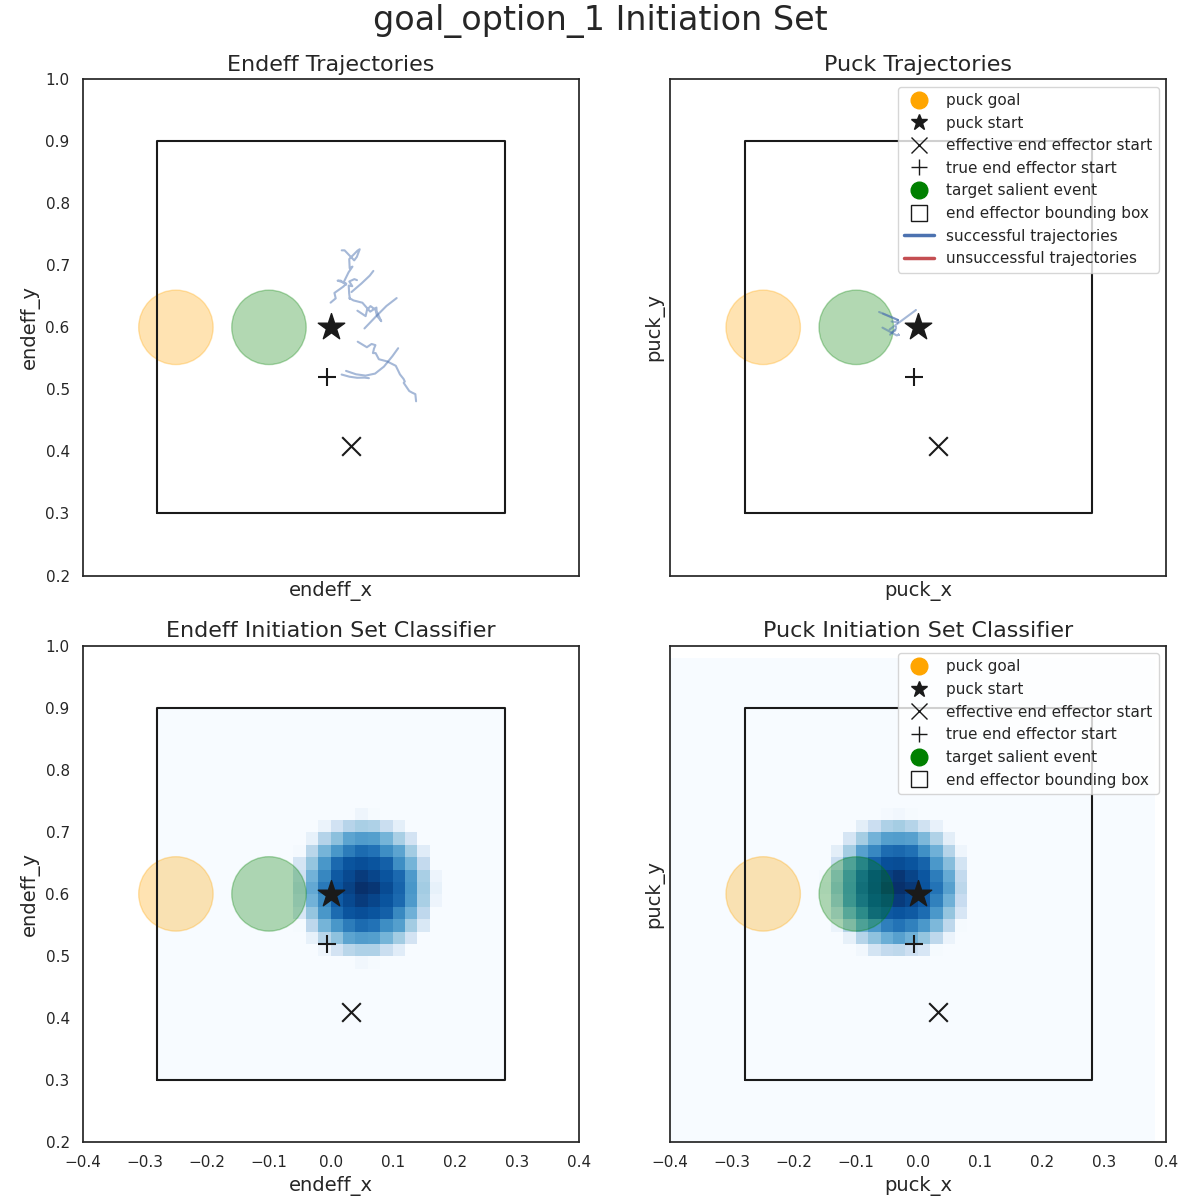 goal_option_1 Initiation Set
Endeff Trajectories
1.0
0.9
0.8
0.7
0.6
0.5
0.4
0.3
0.2
endeff_y
endeff_x
Puck Trajectories
puck goal
puck start
effective end effector start
true end effector start
target salient event
end effector bounding box
successful trajectories
unsuccessful trajectories
puck_y
puck_x
Endeff Initiation Set Classifier
1.0
0.9
0.8
0.7
0.6
0.5
0.4
0.3
0.2
endeff_y
−0.4 −0.3 −0.2 −0.1 0.0 0.1 0.2 0.3 0.4
endeff_x
Puck Initiation Set Classifier
puck goal
puck start
effective end effector start
true end effector start
target salient event
end effector bounding box
puck_y
−0.4 −0.3 −0.2 −0.1 0.0 0.1 0.2 0.3 0.4
puck_x